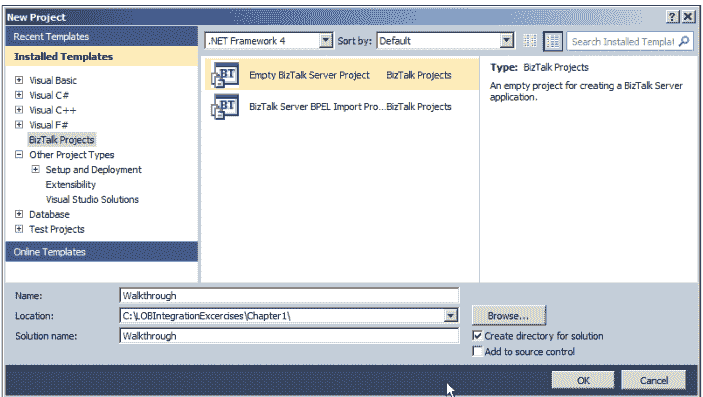 New Project
Recent Templates
.NET Framework 4 Sort by: Default Search Installed Templat
Installed Templates
Visual Basic
Visual C#
Visual C++
Visual F#
BizTalk Projects
Other Project Types
Setup and Deployment
Extensibility
Visual Studio Solutions
Database
Test Projects
Online Templates
BT Empty BizTalk Server Project BizTalk Projects
BT BizTalk Server BPEL Import Pro...BizTalk Projects
Type: BizTalk Projects
An empty project for creating a BizTalk Server
application.
Name: Walkthrough
Location: C:\LOBIntegrationExcercises\Chapter1\ Browse...
Solution name: Walkthrough
Create directory for solution
Add to source control
OK Cancel